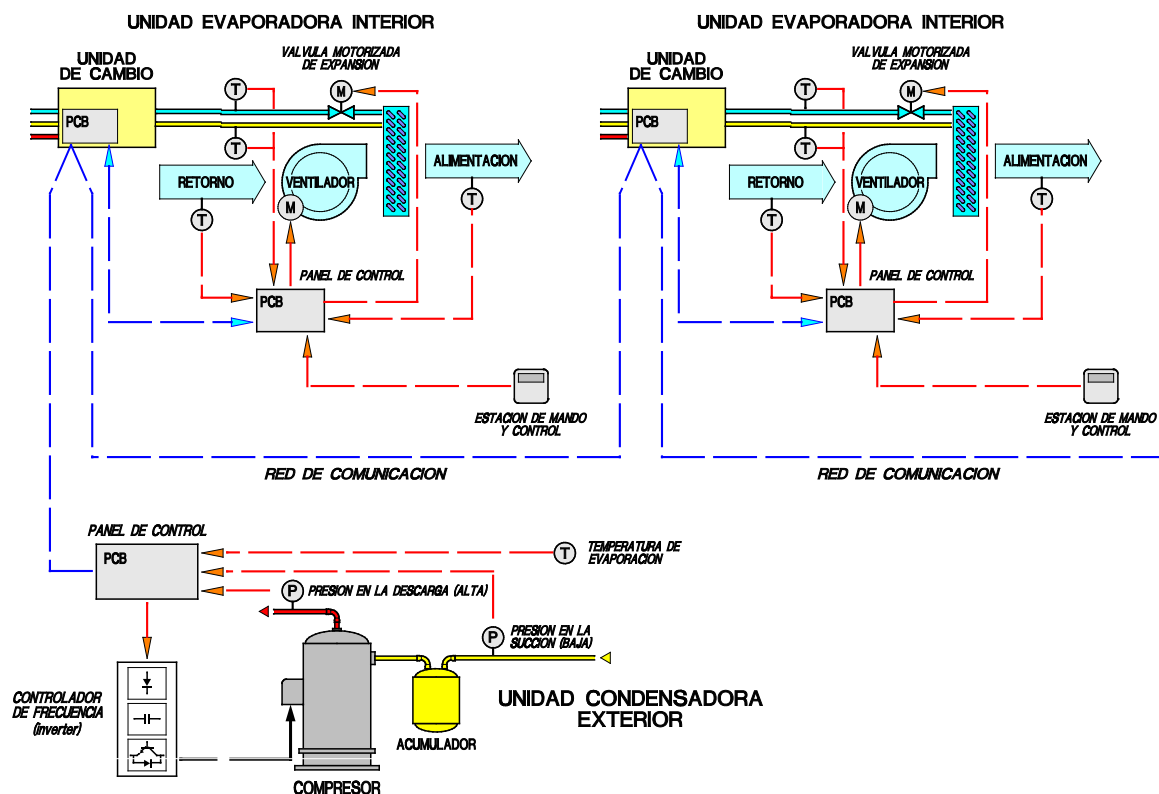 UNIDAD EVAPORADORA INTERIOR
UNIDAD
DE CAMBIO
VALVULA MOTORIZADA
DE EXPANSION
PCB
T
M
T
RETORNO
VENTILADOR
ALIMENTACION
T
M
T
PANEL DE CONTROL
PCB
ESTACION DE MANDO
Y CONTROL
UNIDAD EVAPORADORA INTERIOR
UNIDAD
DE CAMBIO
VALVULA MOTORIZADA
DE EXPANSION
PCB
T
M
T
RETORNO
VENTILADOR
ALIMENTACION
T
M
T
PANEL DE CONTROL
PCB
ESTACION DE MANDO
Y CONTROL
RED DE COMUNICACION
RED DE COMUNICACION
PANEL DE CONTROL
PCB
T
TEMPERATURA DE
EVAPORACION
P
PRESION EN LA DESCARGA (ALTA)
P
PRESION EN LA
SUCCION (BAJA)
CONTROLADOR
DE FRECUENCIA
(inverter)
UNIDAD CONDENSADORA
EXTERIOR
ACUMULADOR
COMPRESOR